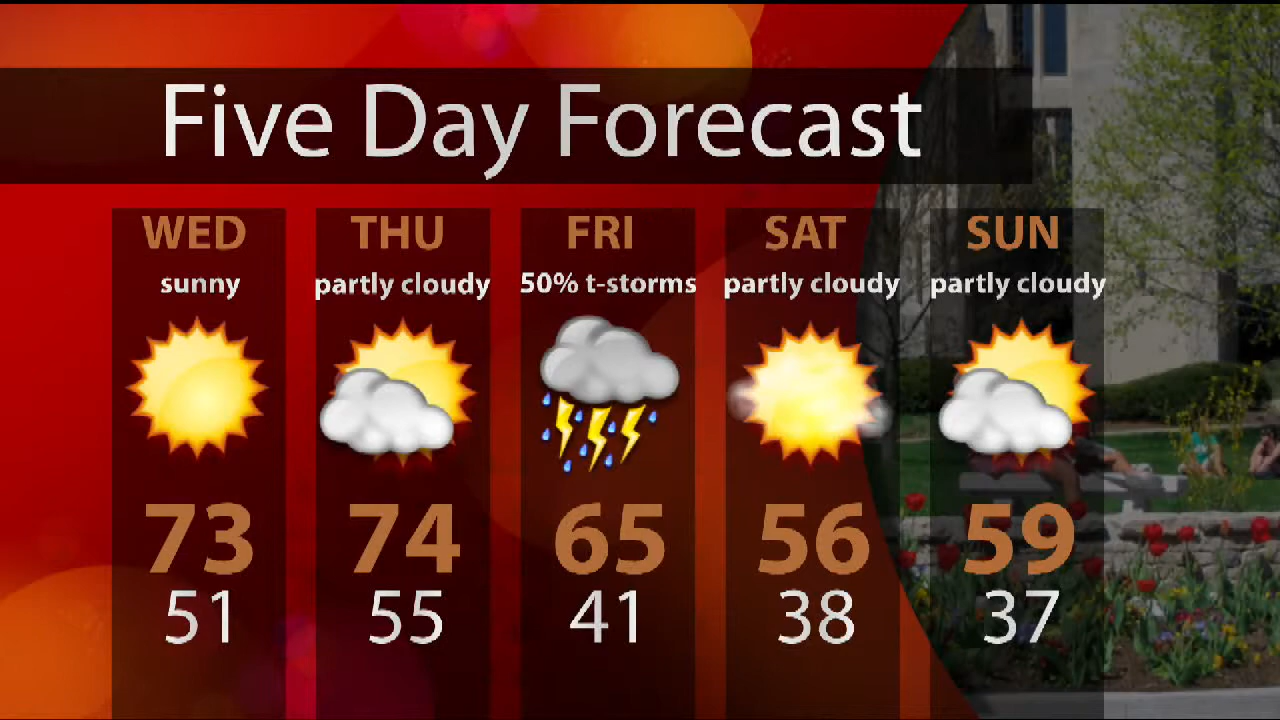 Five Day Forecast
WED THU FRI SAT SUN
sunny partly cloudy 50% t-storms partly cloudy partly cloudy
73 74 65 56 59
51 55 41 38 37